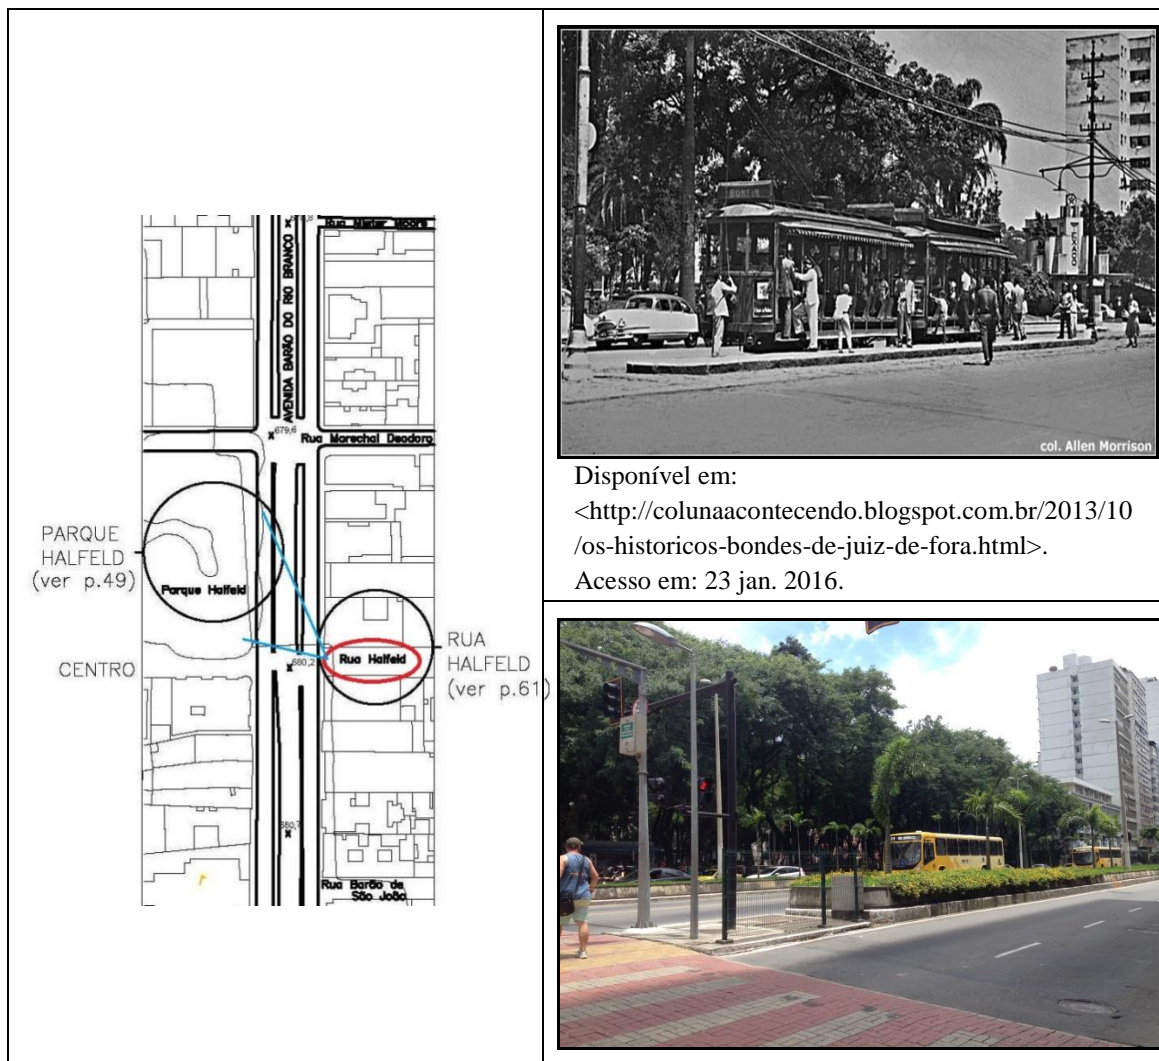 Rua Mister Moore
AVENIDA BARÃO DO RIO BRANCO
679,6
Rua Marechal Deodoro
PARQUE
HALFELD
(ver p.49)
Parque Halfeld
CENTRO
680,2
Rua Halfeld
RUA
HALFELD
(ver p.61)
680,7
Rua Barão de
São João
BONFIM
TEXACO
col. Allen Morrison
Disponível em:
<http://colunaacontecendo.blogspot.com.br/2013/10
/os-historicos-bondes-de-juiz-de-fora.html>.
Acesso em: 23 jan. 2016.